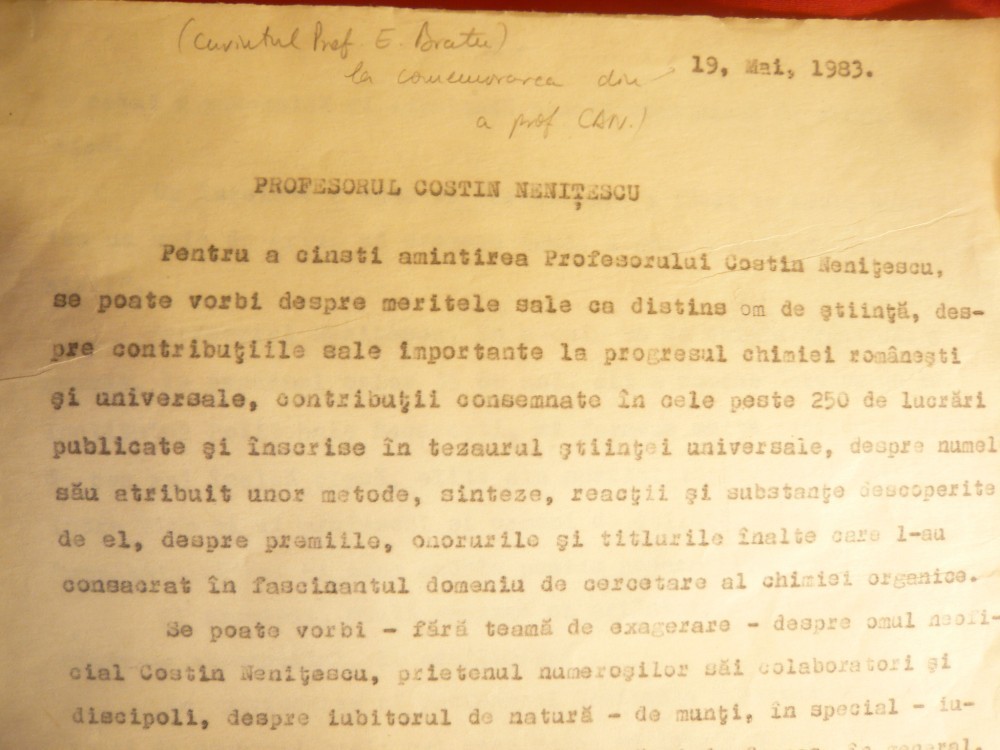 (Cuvîntul Prof. E. Bratu)
la comemorarea din
19, Mai, 1983.
a prof CDN.)
PROFESORUL COSTIN NENIŢESCU
Pentru a cinsti amintirea Profesorului Costin Neniţescu,
se poate vorbi despre meritele sale ca distins om de ştiinţă, des-
pre contribuţiile sale importante la progresul chimiei româneşti
şi universale, contribuţii consemnate în cele peste 250 de lucrări
publicate şi înscrise în tezaurul ştiinţei universale, despre numel
său atribuit unor metode, sinteze, reacţii şi substanţe descoperite
de el, despre premiile, onorurile şi titlurile înalte care l-au
consacrat în fascinantul domeniu de cercetare al chimiei organice.
Se poate vorbi - fără teamă de exagerare - despre omul neofi-
cial Costin Neniţescu, prietenul numeroşilor săi colaboratori şi
discipoli, despre iubitorul de natură - de munţi, în special - iu-
în general.